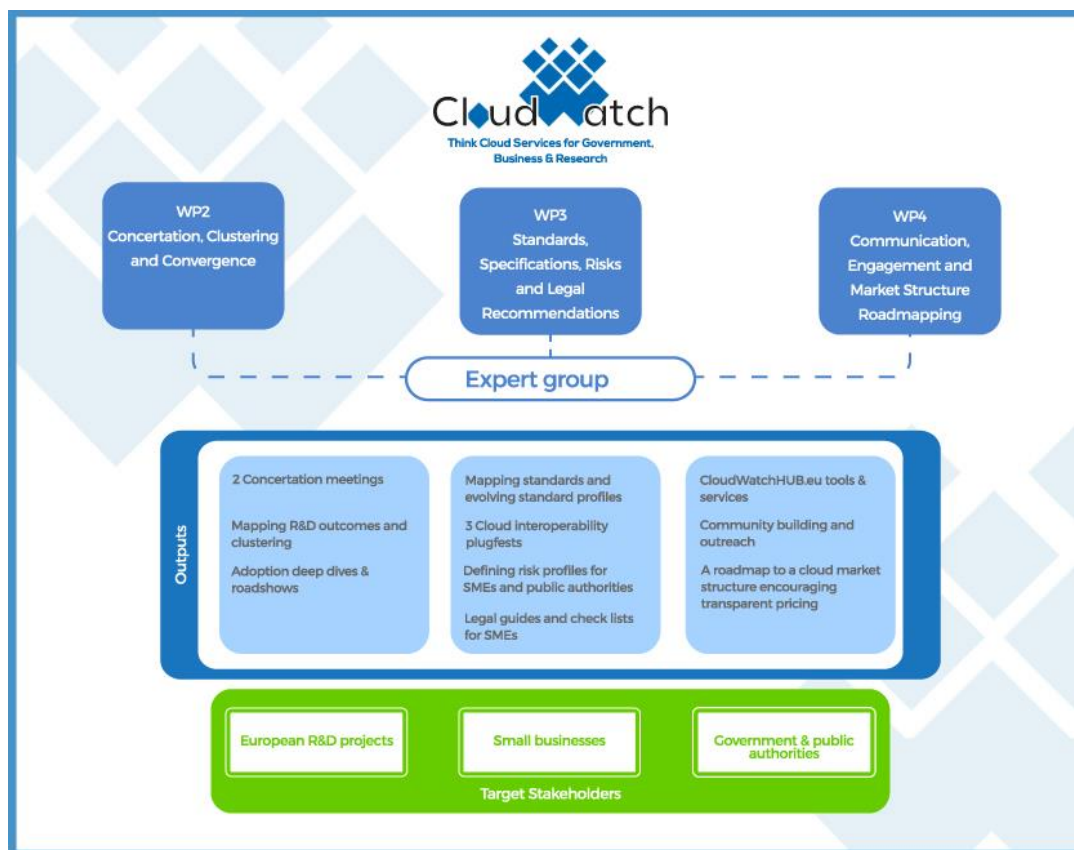 CloudWatch
Think Cloud Services for Government,
Business & Research
WP2
Concertation, Clustering
and Convergence
WP3
Standards,
Specifications, Risks
and Legal
Recommendations
WP4
Communication,
Engagement and
Market Structure
Roadmapping
Expert group
Outputs
2 Concertation meetings
Mapping R&D outcomes and
clustering
Adoption deep dives &
roadshows
Mapping standards and
evolving standard profiles
3 Cloud interoperability
plugfests
Defining risk profiles for
SMEs and public authorities
Legal guides and check lists
for SMEs
CloudWatchHUB.eu tools &
services
Community building and
outreach
A roadmap to a cloud market
structure encouraging
transparent pricing
European R&D projects
Small businesses
Government & public
authorities
Target Stakeholders